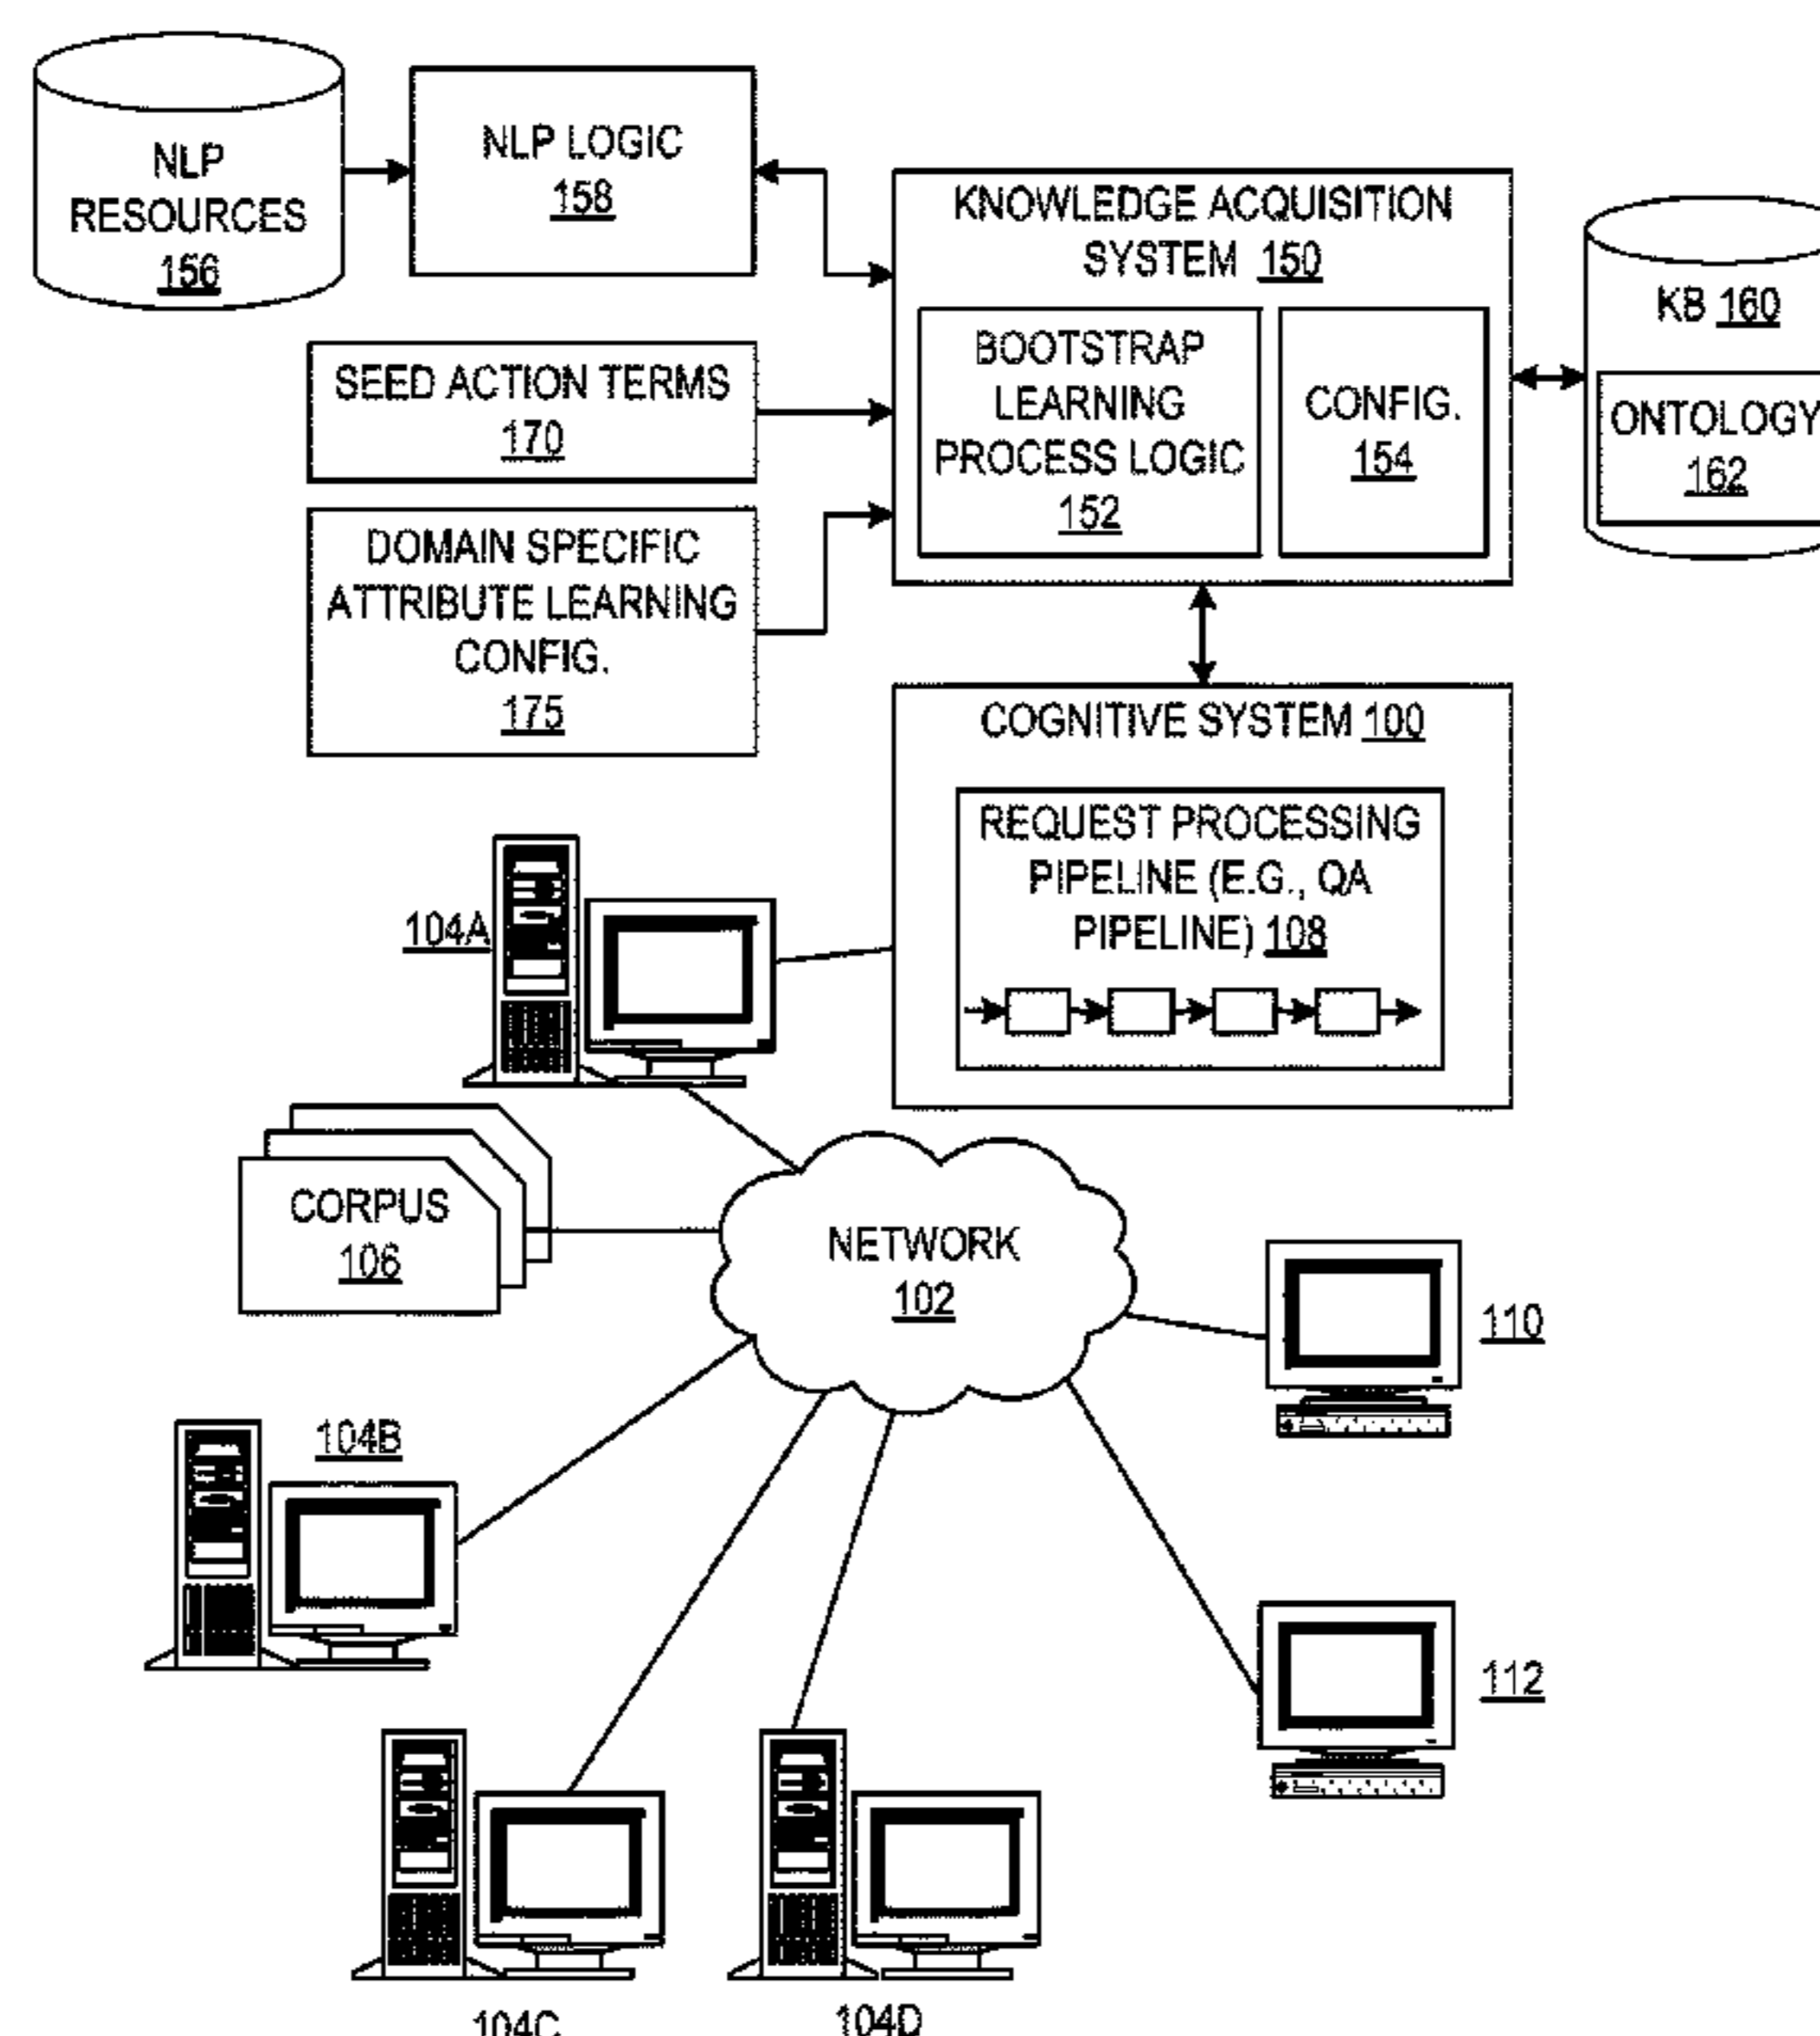 NLP
RESOURCES
156
NLP LOGIC
158
KNOWLEDGE ACQUISITION
SYSTEM 150
BOOTSTRAP
LEARNING
PROCESS LOGIC
152
CONFIG.
154
KB 160
ONTOLOGY
162
SEED ACTION TERMS
170
DOMAIN SPECIFIC
ATTRIBUTE LEARNING
CONFIG.
175
COGNITIVE SYSTEM 100
REQUEST PROCESSING
PIPELINE (E.G., QA
PIPELINE) 108
104A
CORPUS
106
NETWORK
102
110
104B
112
104C
104D